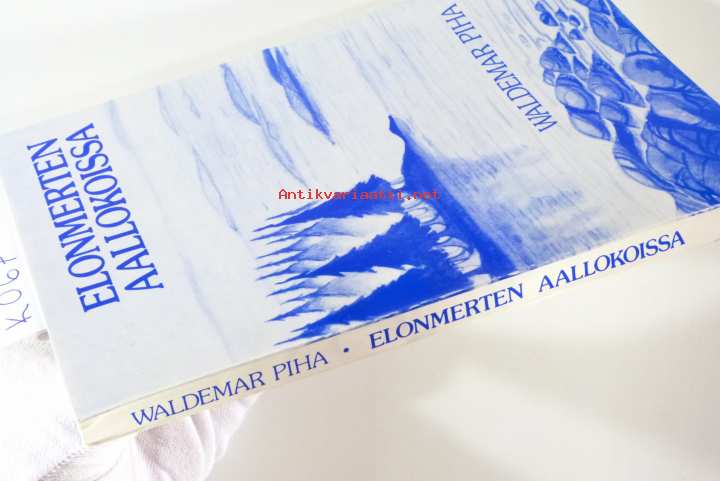 ELONMERTEN
AALLOKOISSA
WALDEMAR PIHA
Antikvariaatti.net
WALDEMAR PIHA • ELONMERTEN AALLOKOISSA
K067